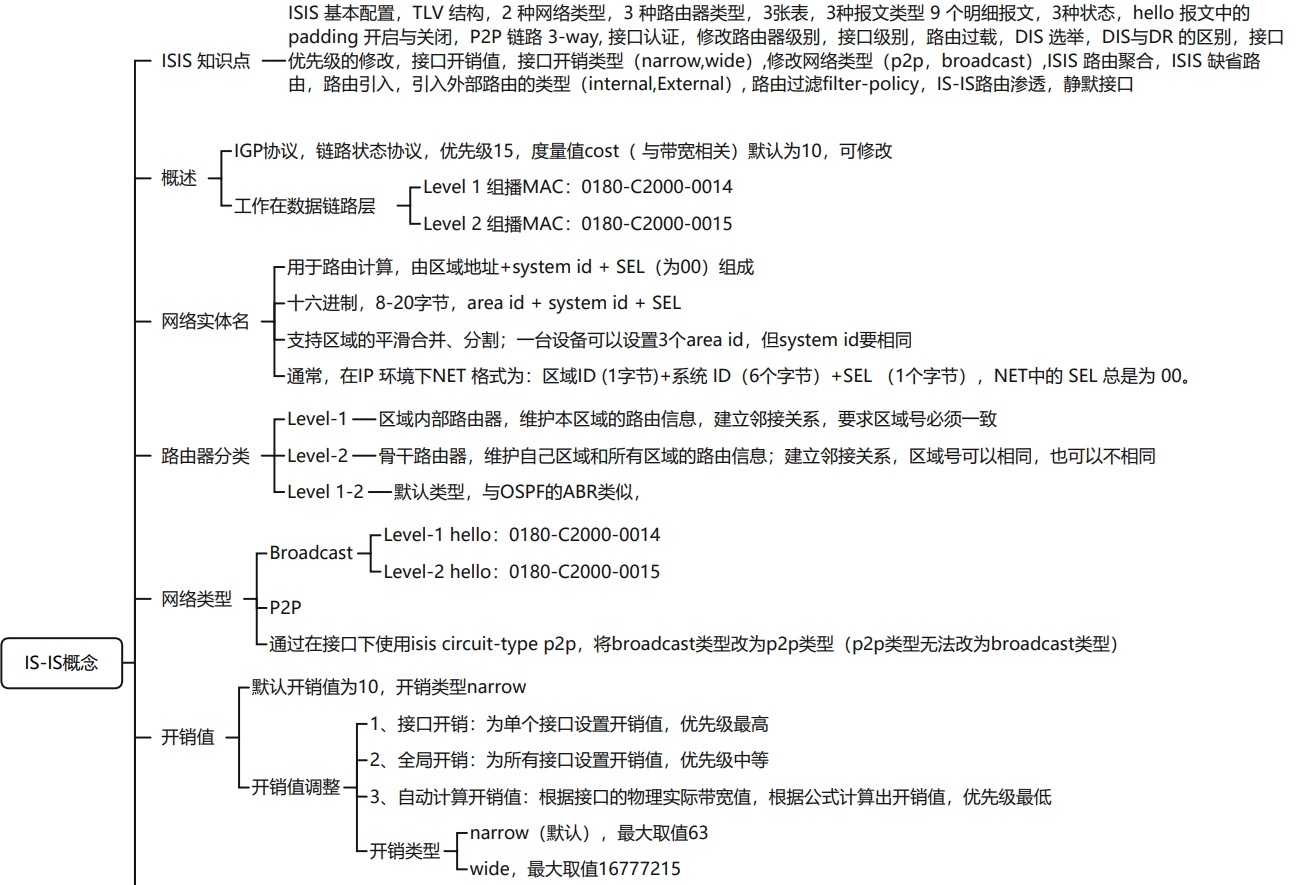 ISIS 知识点
ISIS 基本配置，TLV 结构，2 种网络类型，3 种路由器类型，3张表，3种报文类型 9 个明细报文，3种状态，hello 报文中的
padding 开启与关闭，P2P 链路 3-way, 接口认证，修改路由器级别，接口级别，路由过载，DIS 选举，DIS与DR 的区别，接口
优先级的修改，接口开销值，接口开销类型（narrow,wide）,修改网络类型（p2p，broadcast）,ISIS 路由聚合，ISIS 缺省路
由，路由引入，引入外部路由的类型（internal,External）, 路由过滤filter-policy，IS-IS路由渗透，静默接口
概述
IGP协议，链路状态协议，优先级15，度量值cost（ 与带宽相关）默认为10，可修改
工作在数据链路层
Level 1 组播MAC：0180-C2000-0014
Level 2 组播MAC：0180-C2000-0015
网络实体名
用于路由计算，由区域地址+system id + SEL（为00）组成
十六进制，8-20字节，area id + system id + SEL
支持区域的平滑合并、分割；一台设备可以设置3个area id，但system id要相同
通常，在IP 环境下NET 格式为：区域ID (1字节)+系统 ID（6个字节）+SEL （1个字节），NET中的 SEL 总是为 00。
路由器分类
Level-1
区域内部路由器，维护本区域的路由信息，建立邻接关系，要求区域号必须一致
Level-2
骨干路由器，维护自己区域和所有区域的路由信息；建立邻接关系，区域号可以相同，也可以不相同
Level 1-2
默认类型，与OSPF的ABR类似，
网络类型
Broadcast
Level-1 hello：0180-C2000-0014
Level-2 hello：0180-C2000-0015
P2P
通过在接口下使用isis circuit-type p2p，将broadcast类型改为p2p类型（p2p类型无法改为broadcast类型）
IS-IS概念
开销值
默认开销值为10，开销类型narrow
开销值调整
1、接口开销：为单个接口设置开销值，优先级最高
2、全局开销：为所有接口设置开销值，优先级中等
3、自动计算开销值：根据接口的物理实际带宽值，根据公式计算出开销值，优先级最低
开销类型
narrow（默认），最大取值63
wide，最大取值16777215